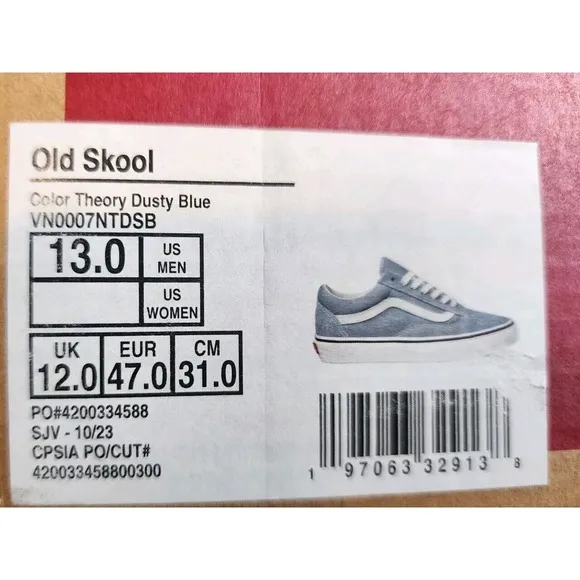 Old Skool
Color Theory Dusty Blue
VN0007NTDSB
13.0 US MEN
US WOMEN
UK 12.0 EUR 47.0 CM 31.0
PO#4200334588
SJV - 10/23
CPSIA PO/CUT#
420033458800300
1 97063 32913 8